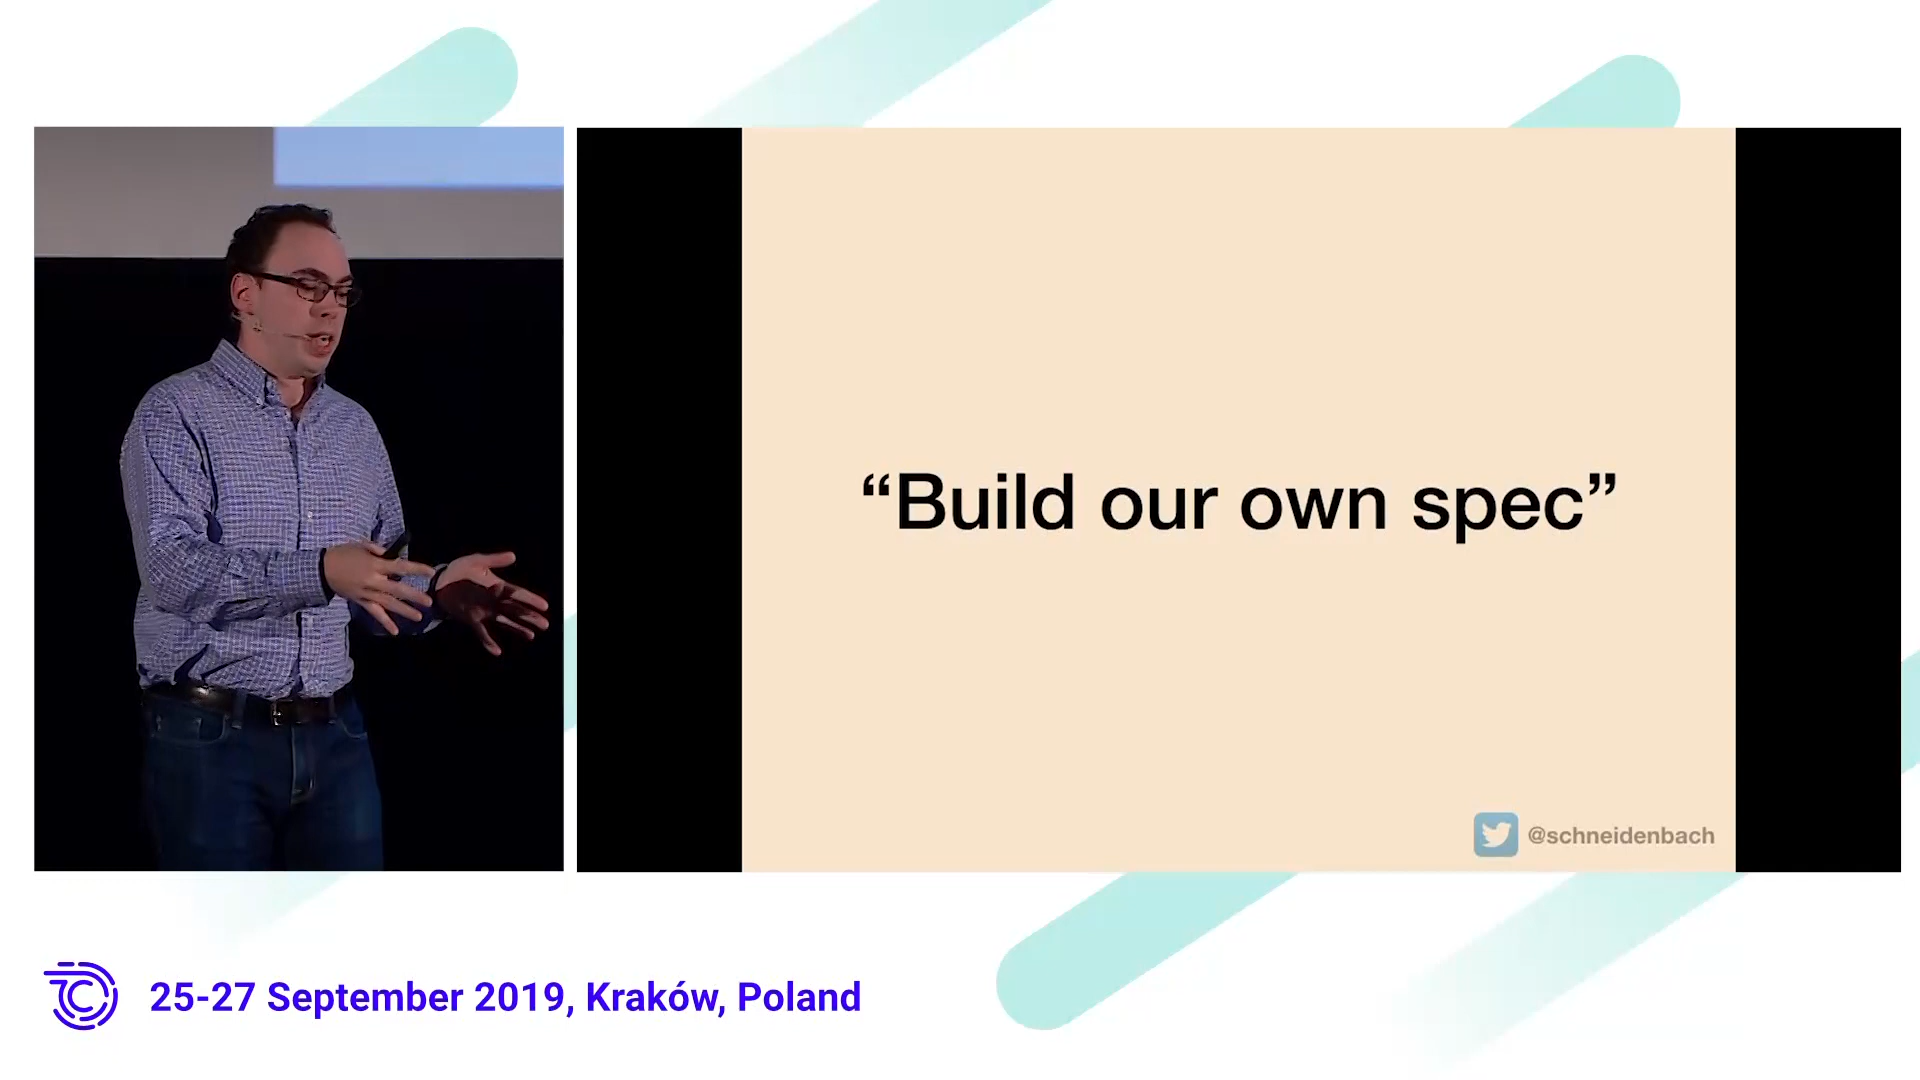 “Build our own spec”
@schneidenbach
25-27 September 2019, Kraków, Poland